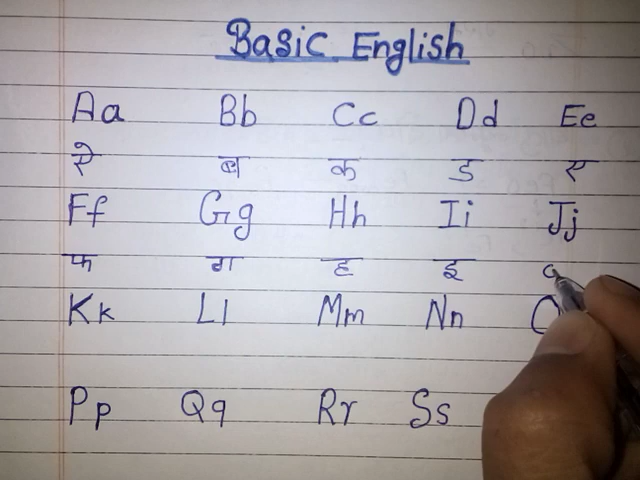 Basic English
Aa Bb Cc Dd Ee
ऐ ब क ड ए
Ff Gg Hh Ii Jj
फ ग ह इ
Kk Ll Mm Nn O
Pp Qq Rr Ss